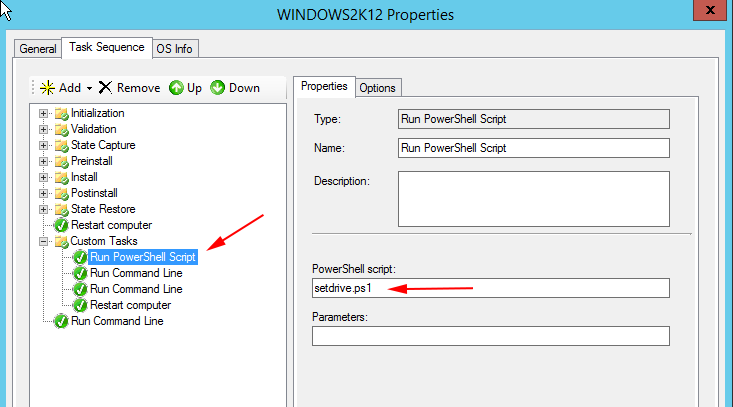 WINDOWS2K12 Properties
x
General Task Sequence OS Info
Add Remove Up Down
Properties Options
Initialization
Validation
State Capture
Preinstall
Install
Postinstall
State Restore
Restart computer
Custom Tasks
Run PowerShell Script
Run Command Line
Run Command Line
Restart computer
Run Command Line
Type: Run PowerShell Script
Name: Run PowerShell Script
Description:
PowerShell script:
setdrive.ps1
Parameters: